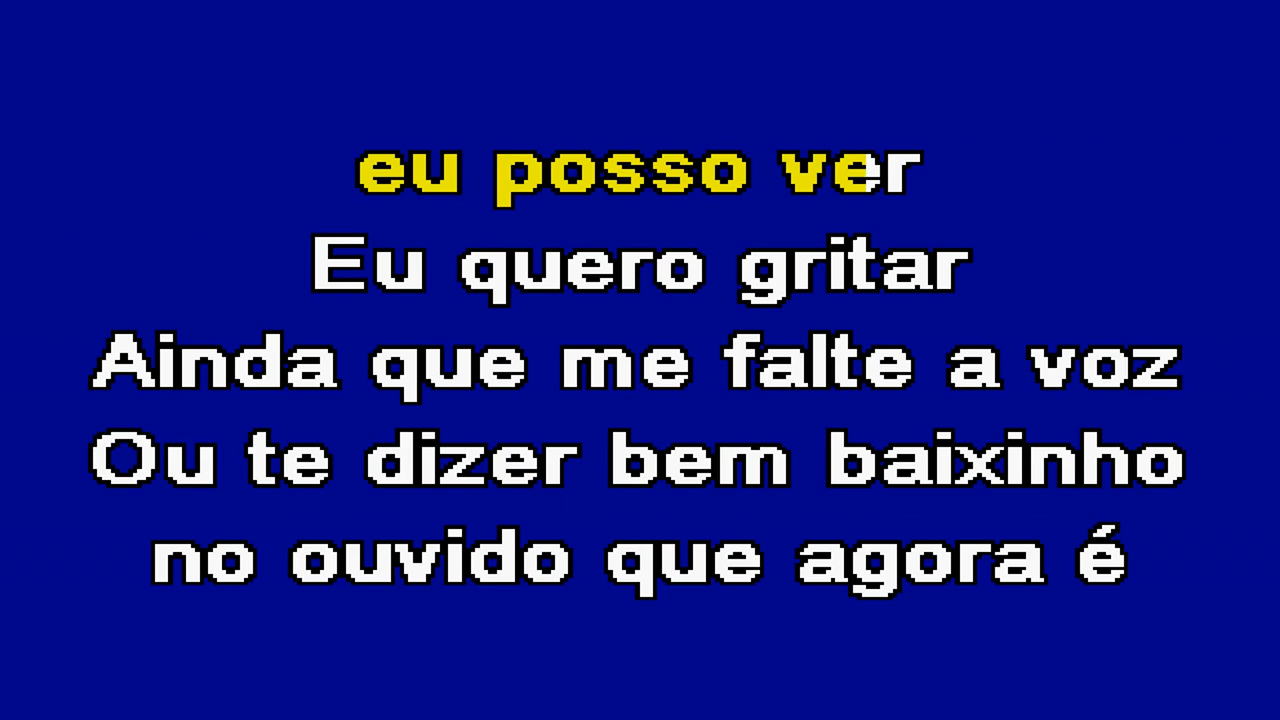 eu posso ver
Eu quero gritar
Ainda que me falte a voz
Ou te dizer bem baixinho
no ouvido que agora é